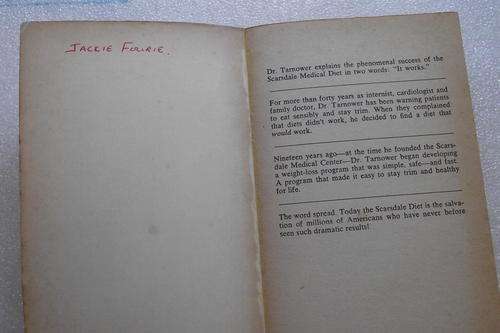 JACKIE FOURIE.
Dr. Tarnower explains the phenomenal success of the
Scarsdale Medical Diet in two words: "It works."
For more than forty years as internist, cardiologist and
family doctor, Dr. Tarnower has been warning patients
to eat sensibly and stay trim. When they complained
that diets didn't work, he decided to find a diet that
would work.
Nineteen years ago—at the time he founded the Scars-
dale Medical Center—Dr. Tarnower began developing
a weight-loss program that was simple, safe—and fast.
A program that made it easy to stay trim and healthy
for life.
The word spread. Today the Scarsdale Diet is the salva-
tion of millions of Americans who have never before
seen such dramatic results!